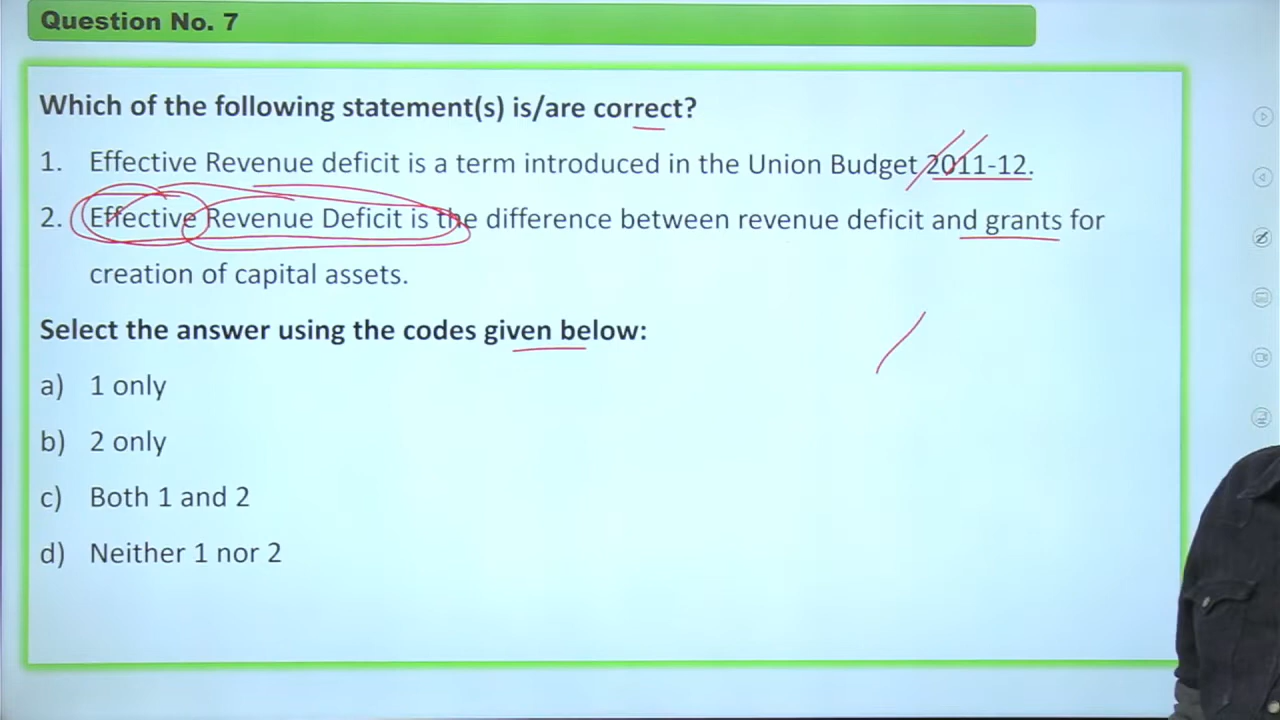 Question No. 7
Which of the following statement(s) is/are correct?
1. Effective Revenue deficit is a term introduced in the Union Budget 2011-12.
2. Effective Revenue Deficit is the difference between revenue deficit and grants for
creation of capital assets.
Select the answer using the codes given below:
a) 1 only
b) 2 only
c) Both 1 and 2
d) Neither 1 nor 2